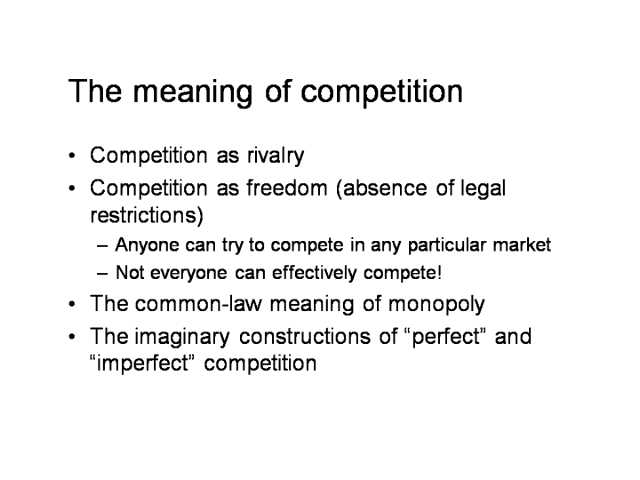 The meaning of competition
• Competition as rivalry
• Competition as freedom (absence of legal
restrictions)
– Anyone can try to compete in any particular market
– Not everyone can effectively compete!
• The common-law meaning of monopoly
• The imaginary constructions of “perfect” and
“imperfect” competition